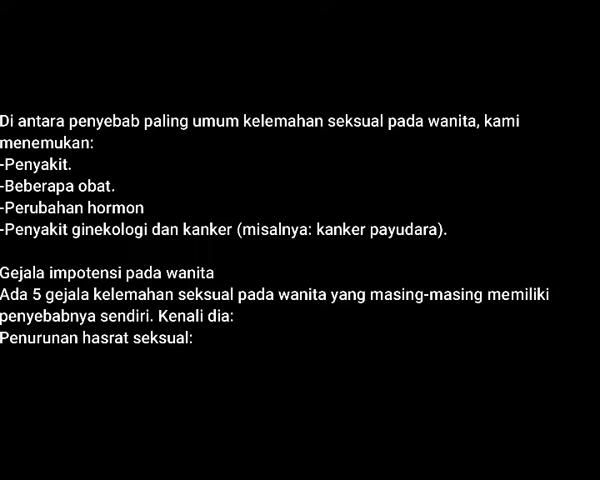 Di antara penyebab paling umum kelemahan seksual pada wanita, kami
menemukan:
-Penyakit.
-Beberapa obat.
-Perubahan hormon
-Penyakit ginekologi dan kanker (misalnya: kanker payudara).

Gejala impotensi pada wanita
Ada 5 gejala kelemahan seksual pada wanita yang masing-masing memiliki
penyebabnya sendiri. Kenali dia:
Penurunan hasrat seksual: